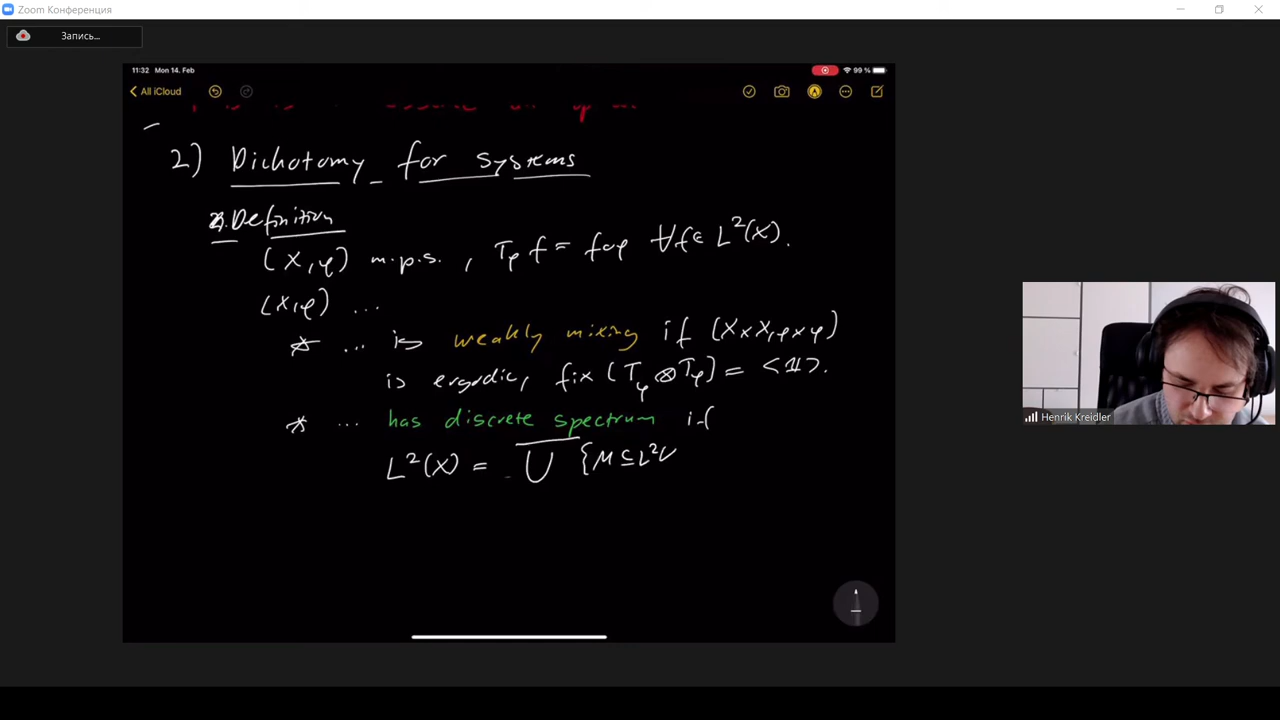 Zoom Конференция
Запись...
11:32 Mon 14. Feb
99 %
All iCloud
2) Dichotomy for systems
Definition
(X,φ) m.p.s., T_φ f = f∘φ ∀f∈ L²(X).
(X,φ) ...
* ... is weakly mixing if (X×X,φ×φ)
is ergodic, fix (T_φ ⊗ T_φ) = <𝟙>.
* ... has discrete spectrum if
L²(X) = ⋃ {M⊆L²(
Henrik Kreidler